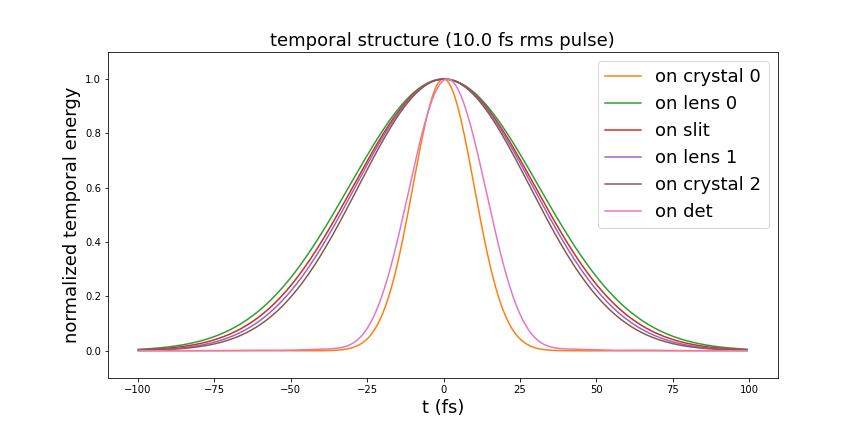 temporal structure (10.0 fs rms pulse)
normalized temporal energy
1.0
0.8
0.6
0.4
0.2
0.0
on crystal 0
on lens 0
on slit
on lens 1
on crystal 2
on det
−100
−75
−50
−25
0
25
50
75
100
t (fs)